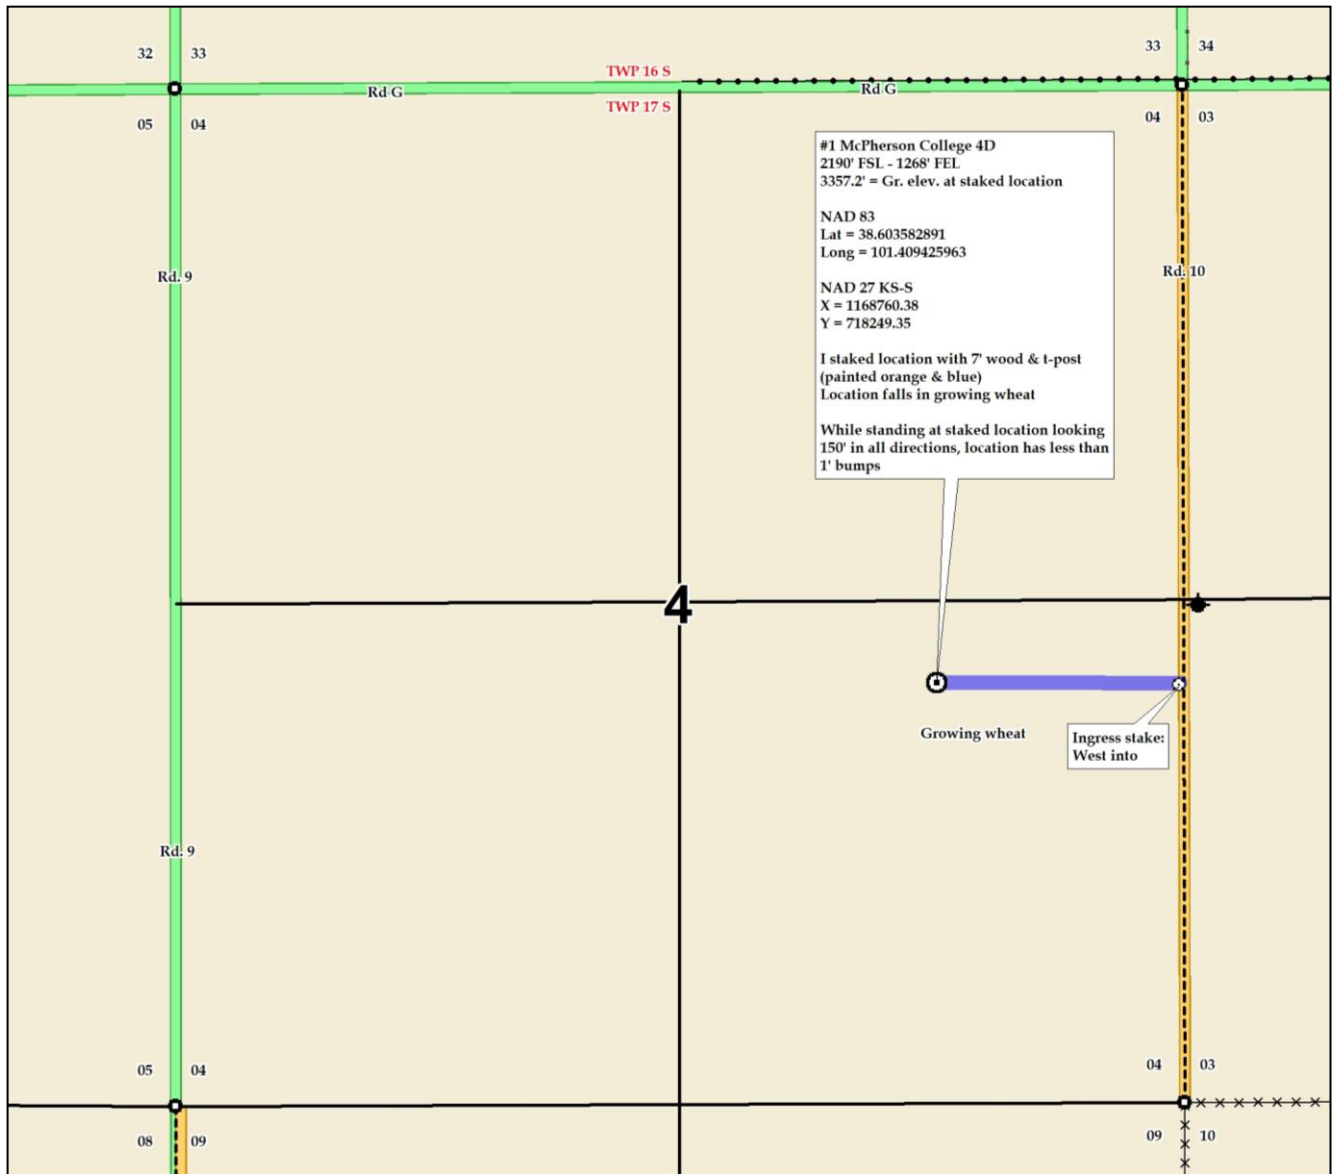 32 33
33 34
TWP 16 S
Rd G
Rd G
TWP 17 S
05 04
04 03
#1 McPherson College 4D
2190' FSL - 1268' FEL
3357.2' = Gr. elev. at staked location
NAD 83
Lat = 38.603582891
Long = 101.409425963
NAD 27 KS-S
X = 1168760.38
Y = 718249.35
I staked location with 7' wood & t-post
(painted orange & blue)
Location falls in growing wheat
While standing at staked location looking
150' in all directions, location has less than
1' bumps
Rd. 9
Rd. 10
4
Growing wheat
Ingress stake:
West into
Rd. 9
05 04
04 03
08 09
09 10